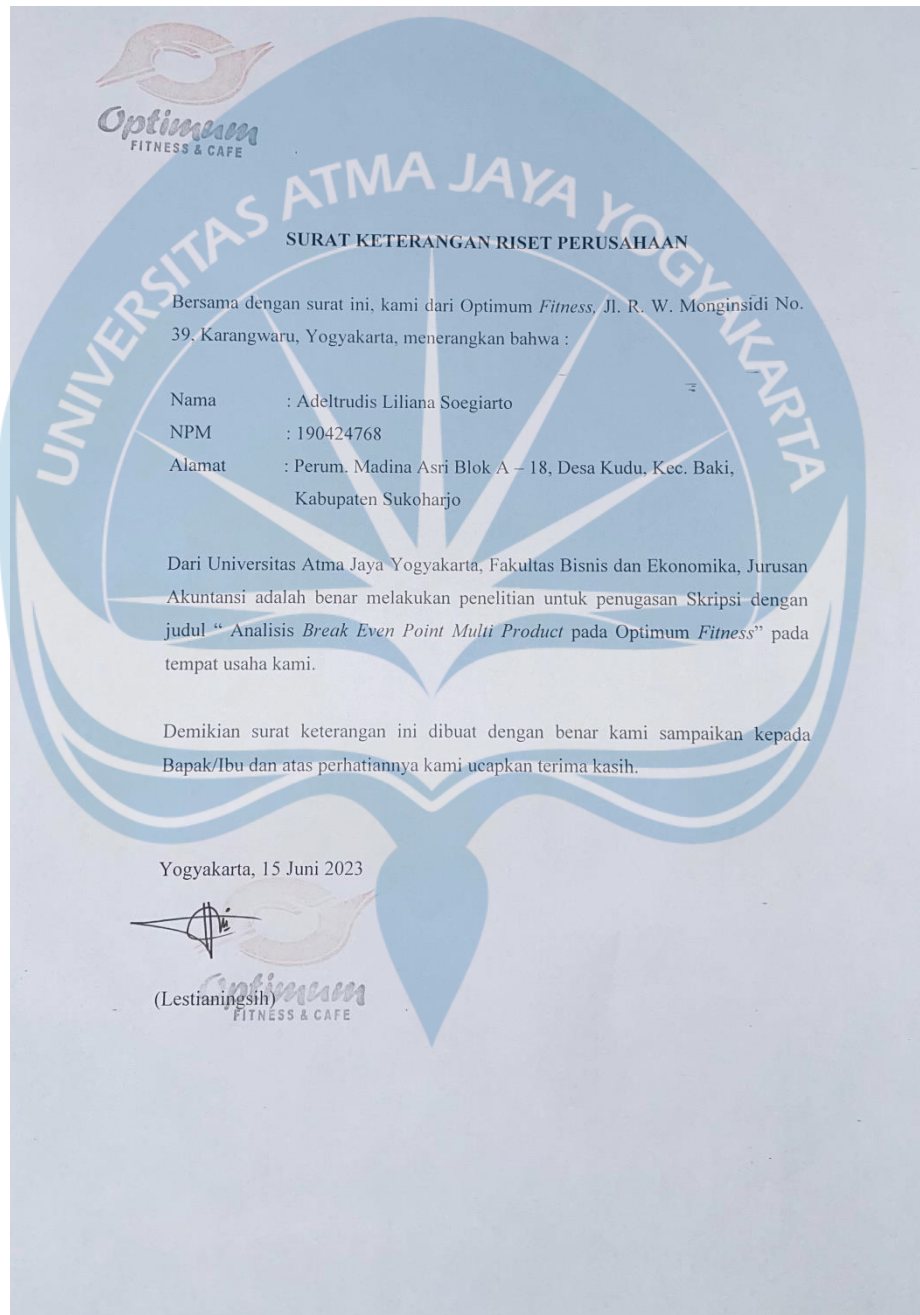 Optimum
FITNESS & CAFE
UNIVERSITAS ATMA JAYA YOGYAKARTA
SURAT KETERANGAN RISET PERUSAHAAN
Bersama dengan surat ini, kami dari Optimum Fitness, Jl. R. W. Monginsidi No.
39, Karangwaru, Yogyakarta, menerangkan bahwa :
Nama : Adeltrudis Liliana Soegiarto
NPM : 190424768
Alamat : Perum. Madina Asri Blok A – 18, Desa Kudu, Kec. Baki,
Kabupaten Sukoharjo
Dari Universitas Atma Jaya Yogyakarta, Fakultas Bisnis dan Ekonomika, Jurusan
Akuntansi adalah benar melakukan penelitian untuk penugasan Skripsi dengan
judul “ Analisis Break Even Point Multi Product pada Optimum Fitness” pada
tempat usaha kami.
Demikian surat keterangan ini dibuat dengan benar kami sampaikan kepada
Bapak/Ibu dan atas perhatiannya kami ucapkan terima kasih.
Yogyakarta, 15 Juni 2023
(Lestianingsih)
Optimum
FITNESS & CAFE